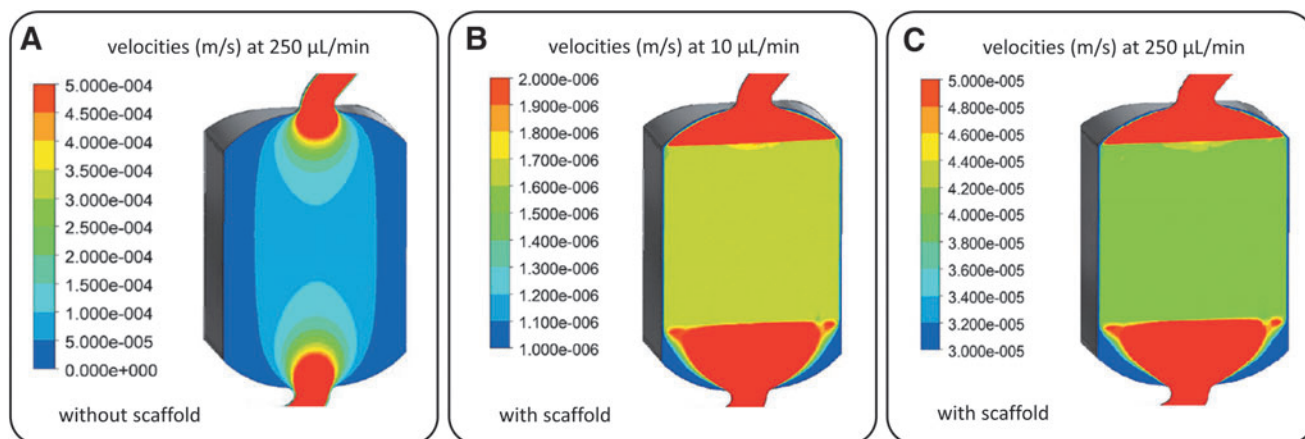 A
velocities (m/s) at 250 µL/min
5.000e-004
4.500e-004
4.000e-004
3.500e-004
3.000e-004
2.500e-004
2.000e-004
1.500e-004
1.000e-004
5.000e-005
0.000e+000
without scaffold
B
velocities (m/s) at 10 µL/min
2.000e-006
1.900e-006
1.800e-006
1.700e-006
1.600e-006
1.500e-006
1.400e-006
1.300e-006
1.200e-006
1.100e-006
1.000e-006
with scaffold
C
velocities (m/s) at 250 µL/min
5.000e-005
4.800e-005
4.600e-005
4.400e-005
4.200e-005
4.000e-005
3.800e-005
3.600e-005
3.400e-005
3.200e-005
3.000e-005
with scaffold